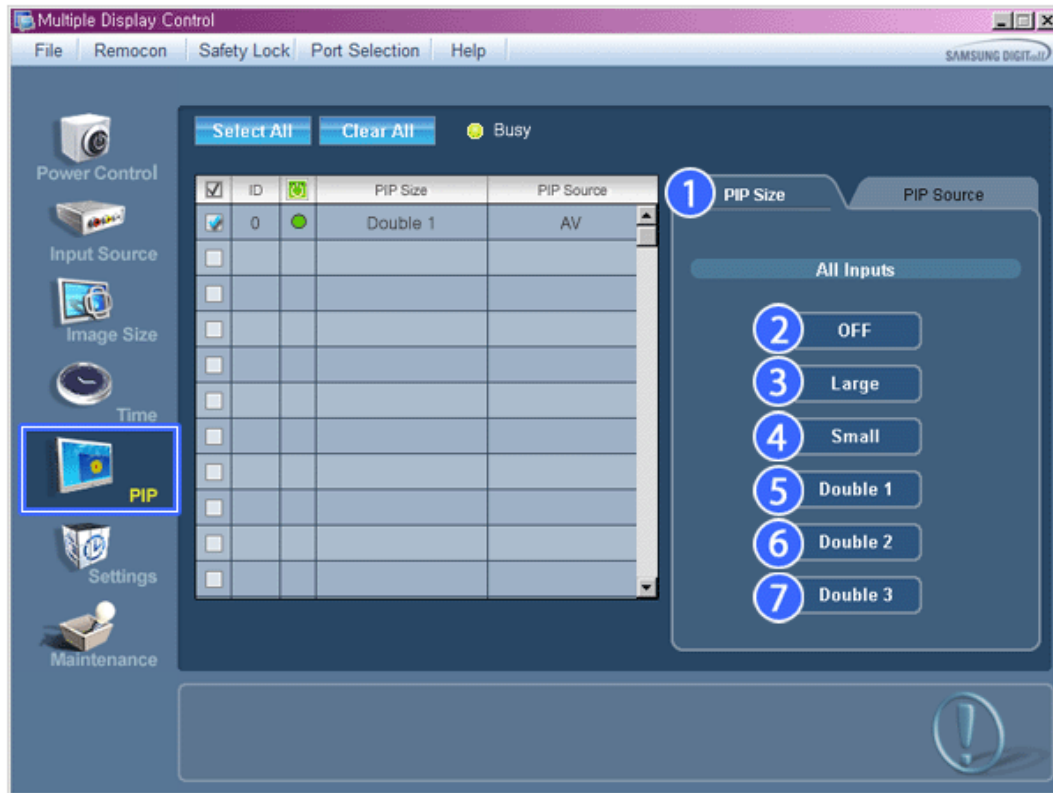 Multiple Display Control
File Remocon Safety Lock Port Selection Help
SAMSUNG DIGITall
Power Control
Input Source
Image Size
Time
PIP
Settings
Maintenance
Select All Clear All Busy
ID PIP Size PIP Source
0 Double 1 AV
1 PIP Size PIP Source
All Inputs
2 OFF
3 Large
4 Small
5 Double 1
6 Double 2
7 Double 3